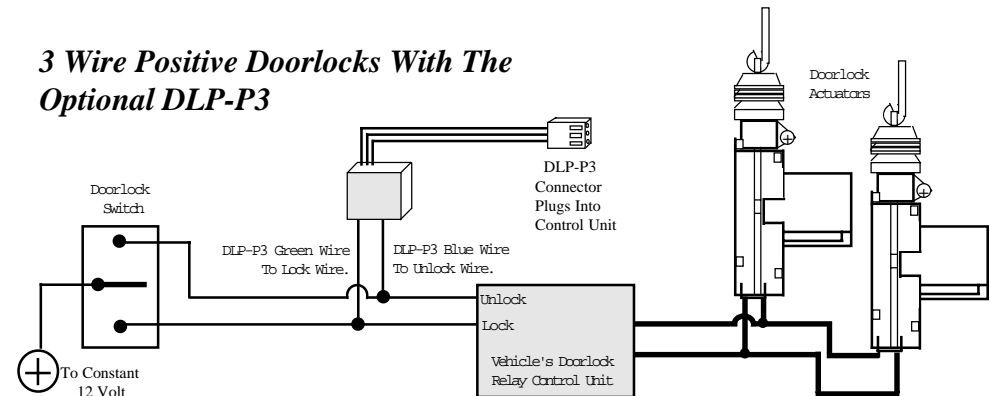 3 Wire Positive Doorlocks With The
Optional DLP-P3
Doorlock
Actuators
DLP-P3
Connector
Plugs Into
Control Unit
Doorlock
Switch
DLP-P3 Green Wire
To Lock Wire.
DLP-P3 Blue Wire
To Unlock Wire.
Unlock
Lock
Vehicle's Doorlock
Relay Control Unit
To Constant
12 Volt